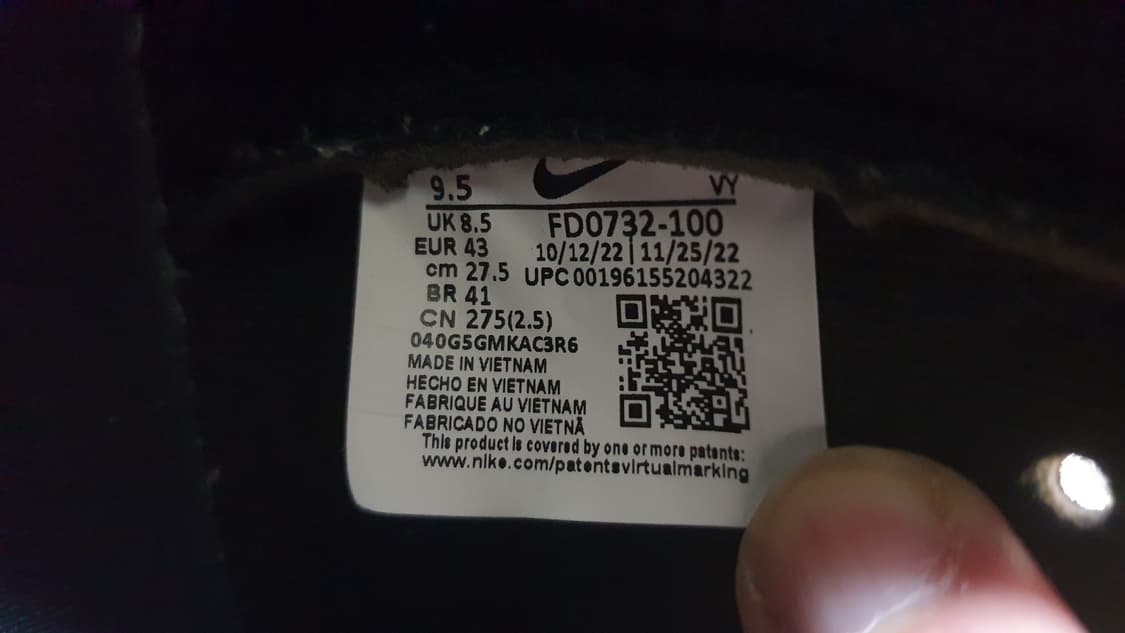 9.5 VY
UK 8.5 FD0732-100
EUR 43 10/12/22 | 11/25/22
cm 27.5 UPC 00196155204322
BR 41
CN 275(2.5)
040G5GMKAC3R6
MADE IN VIETNAM
HECHO EN VIETNAM
FABRIQUE AU VIETNAM
FABRICADO NO VIETNÃ
This product is covered by one or more patents:
www.nike.com/patentsvirtualmarking